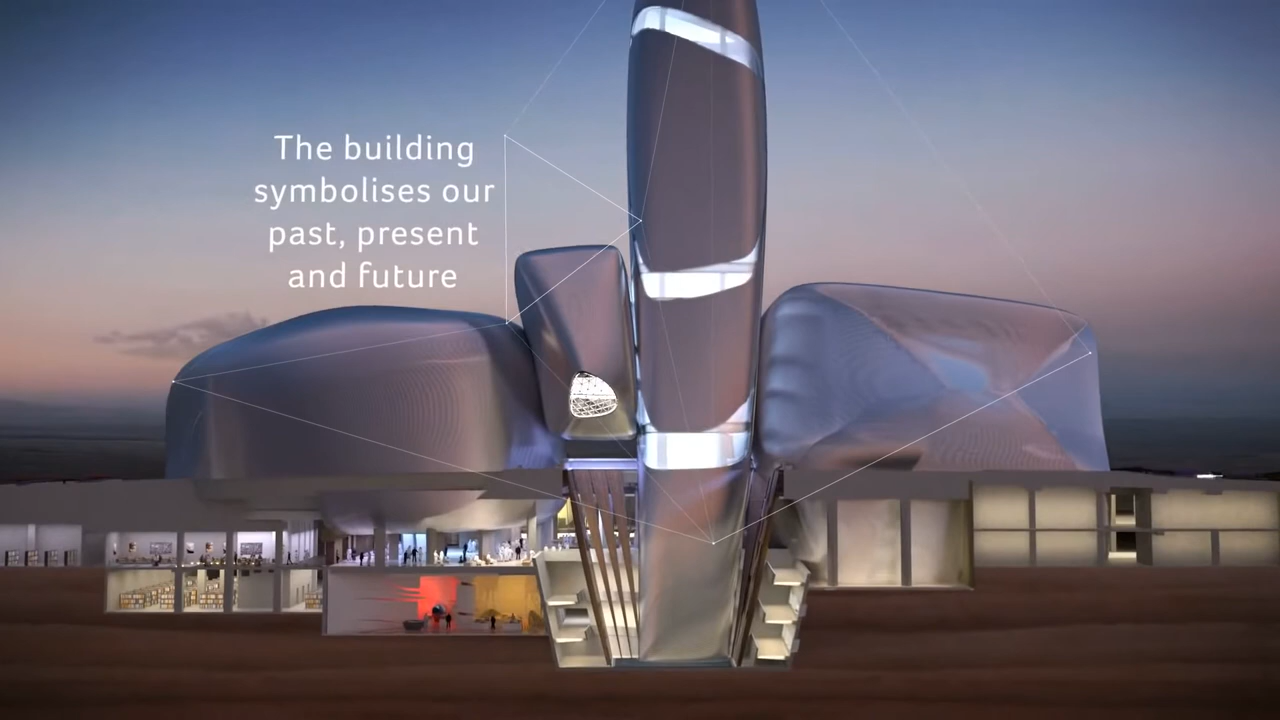 The building
symbolises our
past, present
and future